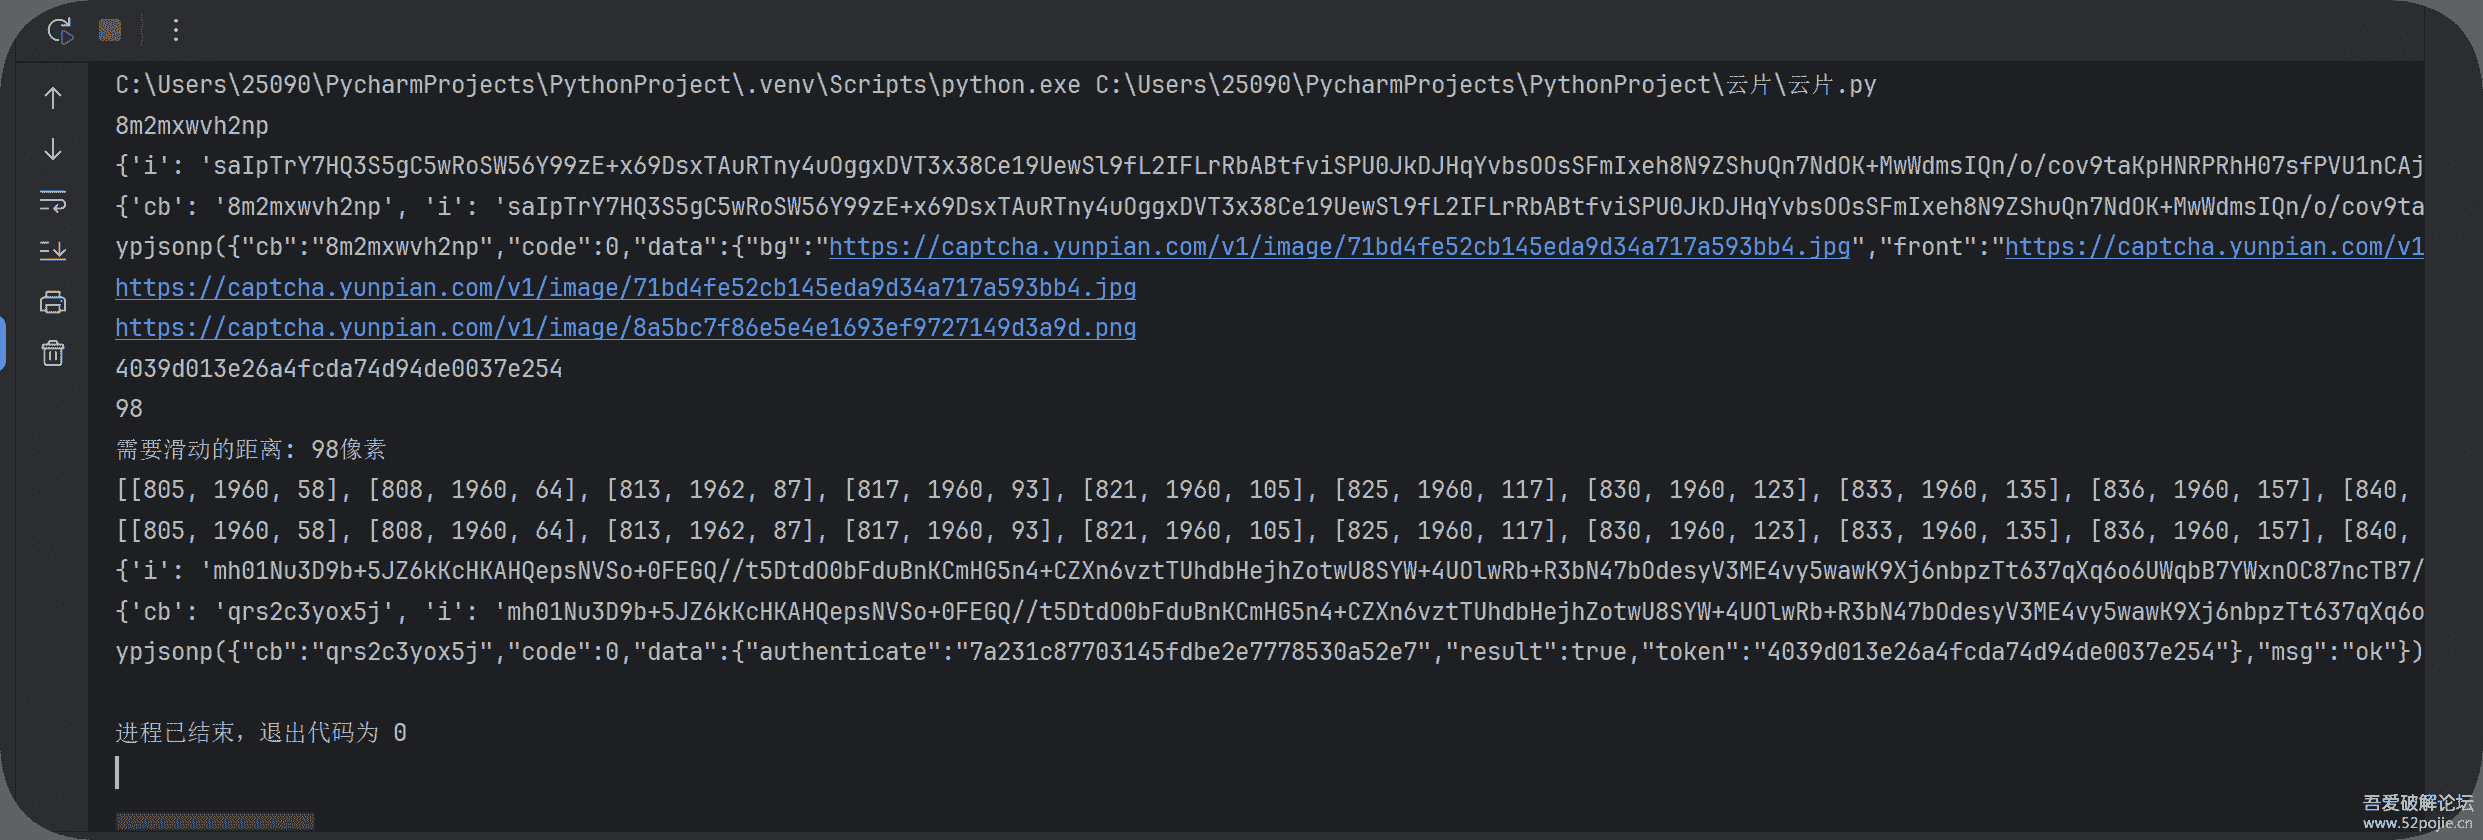 C:\Users\25090\PycharmProjects\PythonProject\.venv\Scripts\python.exe C:\Users\25090\PycharmProjects\PythonProject\云片\云片.py
8m2mxwvh2np
{'i': 'saIpTrY7HQ3S5gC5wRoSW56Y99zE+x69DsxTAuRTny4uOggxDVT3x38Ce19UewSl9fL2IFLrRbABtfviSPU0JkDJHqYvbsOOsSFmIxeh8N9ZShuQn7NdOK+MwWdmsIQn/o/cov9taKpHNRPRhH07sfPVU1nCAj
{'cb': '8m2mxwvh2np', 'i': 'saIpTrY7HQ3S5gC5wRoSW56Y99zE+x69DsxTAuRTny4uOggxDVT3x38Ce19UewSl9fL2IFLrRbABtfviSPU0JkDJHqYvbsOOsSFmIxeh8N9ZShuQn7NdOK+MwWdmsIQn/o/cov9ta
ypjsonp({"cb":"8m2mxwvh2np","code":0,"data":{"bg":"https://captcha.yunpian.com/v1/image/71bd4fe52cb145eda9d34a717a593bb4.jpg","front":"https://captcha.yunpian.com/v1
https://captcha.yunpian.com/v1/image/71bd4fe52cb145eda9d34a717a593bb4.jpg
https://captcha.yunpian.com/v1/image/8a5bc7f86e5e4e1693ef9727149d3a9d.png
4039d013e26a4fcda74d94de0037e254
98
需要滑动的距离: 98像素
[[805, 1960, 58], [808, 1960, 64], [813, 1962, 87], [817, 1960, 93], [821, 1960, 105], [825, 1960, 117], [830, 1960, 123], [833, 1960, 135], [836, 1960, 157], [840,
[[805, 1960, 58], [808, 1960, 64], [813, 1962, 87], [817, 1960, 93], [821, 1960, 105], [825, 1960, 117], [830, 1960, 123], [833, 1960, 135], [836, 1960, 157], [840,
{'i': 'mh01Nu3D9b+5JZ6kKcHKAHQepsNVSo+0FEGQ//t5DtdO0bFduBnKCmHG5n4+CZXn6vztTUhdbHejhZotwU8SYW+4UOlwRb+R3bN47bOdesyV3ME4vy5wawK9Xj6nbpzTt637qXq6o6UWqbB7YWxnOC87ncTB7/
{'cb': 'qrs2c3yox5j', 'i': 'mh01Nu3D9b+5JZ6kKcHKAHQepsNVSo+0FEGQ//t5DtdO0bFduBnKCmHG5n4+CZXn6vztTUhdbHejhZotwU8SYW+4UOlwRb+R3bN47bOdesyV3ME4vy5wawK9Xj6nbpzTt637qXq6o
ypjsonp({"cb":"qrs2c3yox5j","code":0,"data":{"authenticate":"7a231c87703145fdbe2e7778530a52e7","result":true,"token":"4039d013e26a4fcda74d94de0037e254"},"msg":"ok"})
进程已结束，退出代码为 0
吾爱破解论坛
www.52pojie.cn